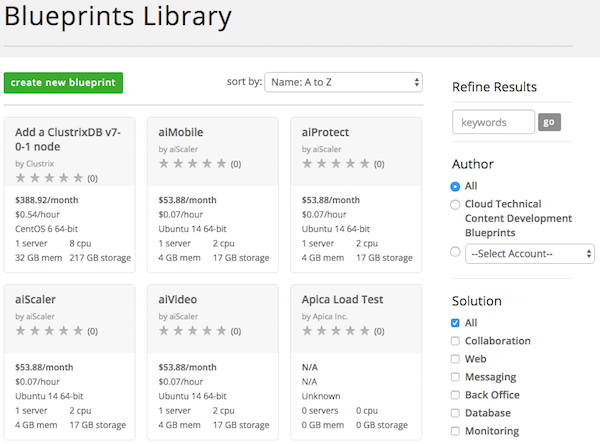 Blueprints Library
create new blueprint
sort by: Name: A to Z
Add a ClustrixDB v7-
0-1 node
by Clustrix
(0)
$388.92/month
$0.54/hour
CentOS 6 64-bit
1 server 8 cpu
32 GB mem 217 GB storage
aiMobile
by aiScaler
(0)
$53.88/month
$0.07/hour
Ubuntu 14 64-bit
1 server 2 cpu
4 GB mem 17 GB storage
aiProtect
by aiScaler
(0)
$53.88/month
$0.07/hour
Ubuntu 14 64-bit
1 server 2 cpu
4 GB mem 17 GB storage
aiScaler
by aiScaler
(0)
$53.88/month
$0.07/hour
Ubuntu 14 64-bit
1 server 2 cpu
4 GB mem 17 GB storage
aiVideo
by aiScaler
(0)
$53.88/month
$0.07/hour
Ubuntu 14 64-bit
1 server 2 cpu
4 GB mem 17 GB storage
Apica Load Test
by Apica Inc.
(0)
N/A
N/A
Unknown
0 servers 0 cpu
0 GB mem 0 GB storage
Refine Results
keywords go
Author
All
Cloud Technical
Content Development
Blueprints
--Select Account--
Solution
All
Collaboration
Web
Messaging
Back Office
Database
Monitoring